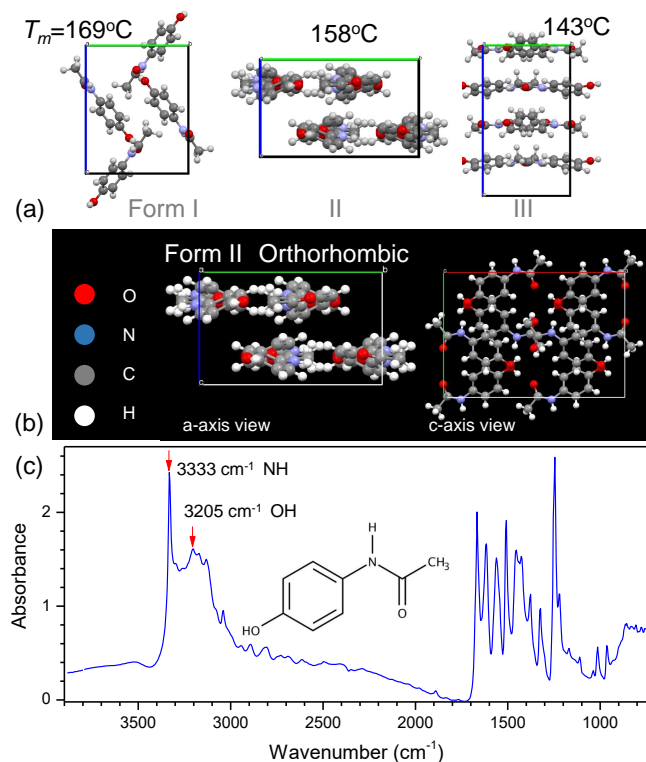 Tm=169°C
158°C
143°C
a
b
(a)
Form I
II
III
Form II Orthorhombic
O
N
C
H
a
b
c
(b)
a-axis view
c-axis view
(c)
3333 cm-1 NH
3205 cm-1 OH
H
N
CH3
O
HO
Absorbance
2
1
0
3500
3000
2500
2000
1500
1000
Wavenumber (cm-1)